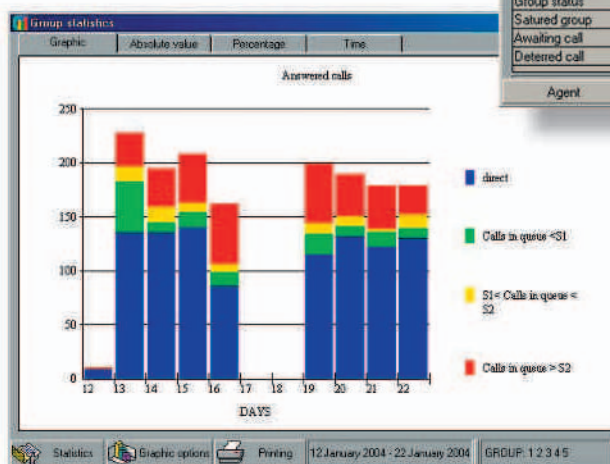 Group status
Satured group
Awaiting call
Deterred call
Agent
Group statistics
Graphic
Absolute value
Percentage
Time
Answered calls
250
200
150
100
50
0
12 13 14 15 16 17 18 19 20 21 22
DAYS
direct
Calls in queue <S1
S1< Calls in queue <
S2
Calls in queue > S2
Statistics
Graphic options
Printing
12 January 2004 - 22 January 2004
GROUP: 1 2 3 4 5